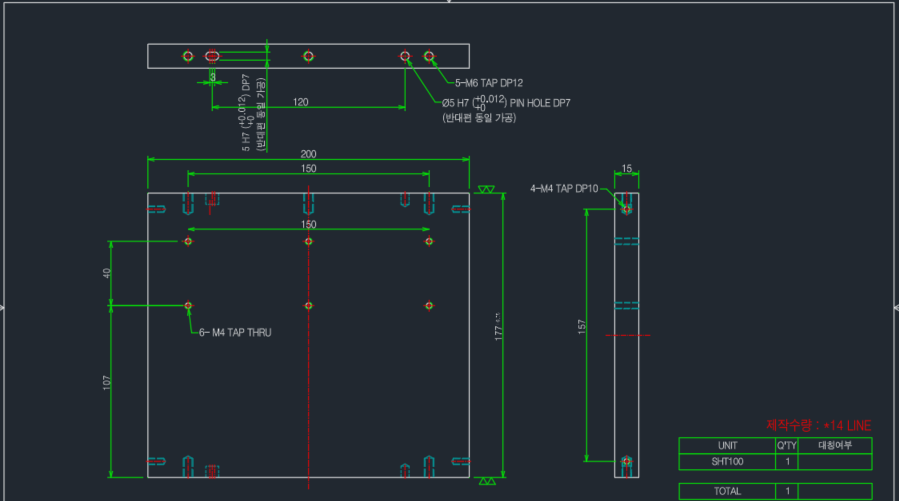 5-M6 TAP DP12
3
120
Ø5 H7 (+0.012 +0) PIN HOLE DP7
(반대편 동일 가공)
5 H7 (+0.012 +0) DP7
(반대편 동일 가공)
200
150
15
4-M4 TAP DP10
150
40
6- M4 TAP THRU
177
157
107
제작수량 : +14 LINE
UNIT Q'TY 대칭여부
SHT100 1
TOTAL 1